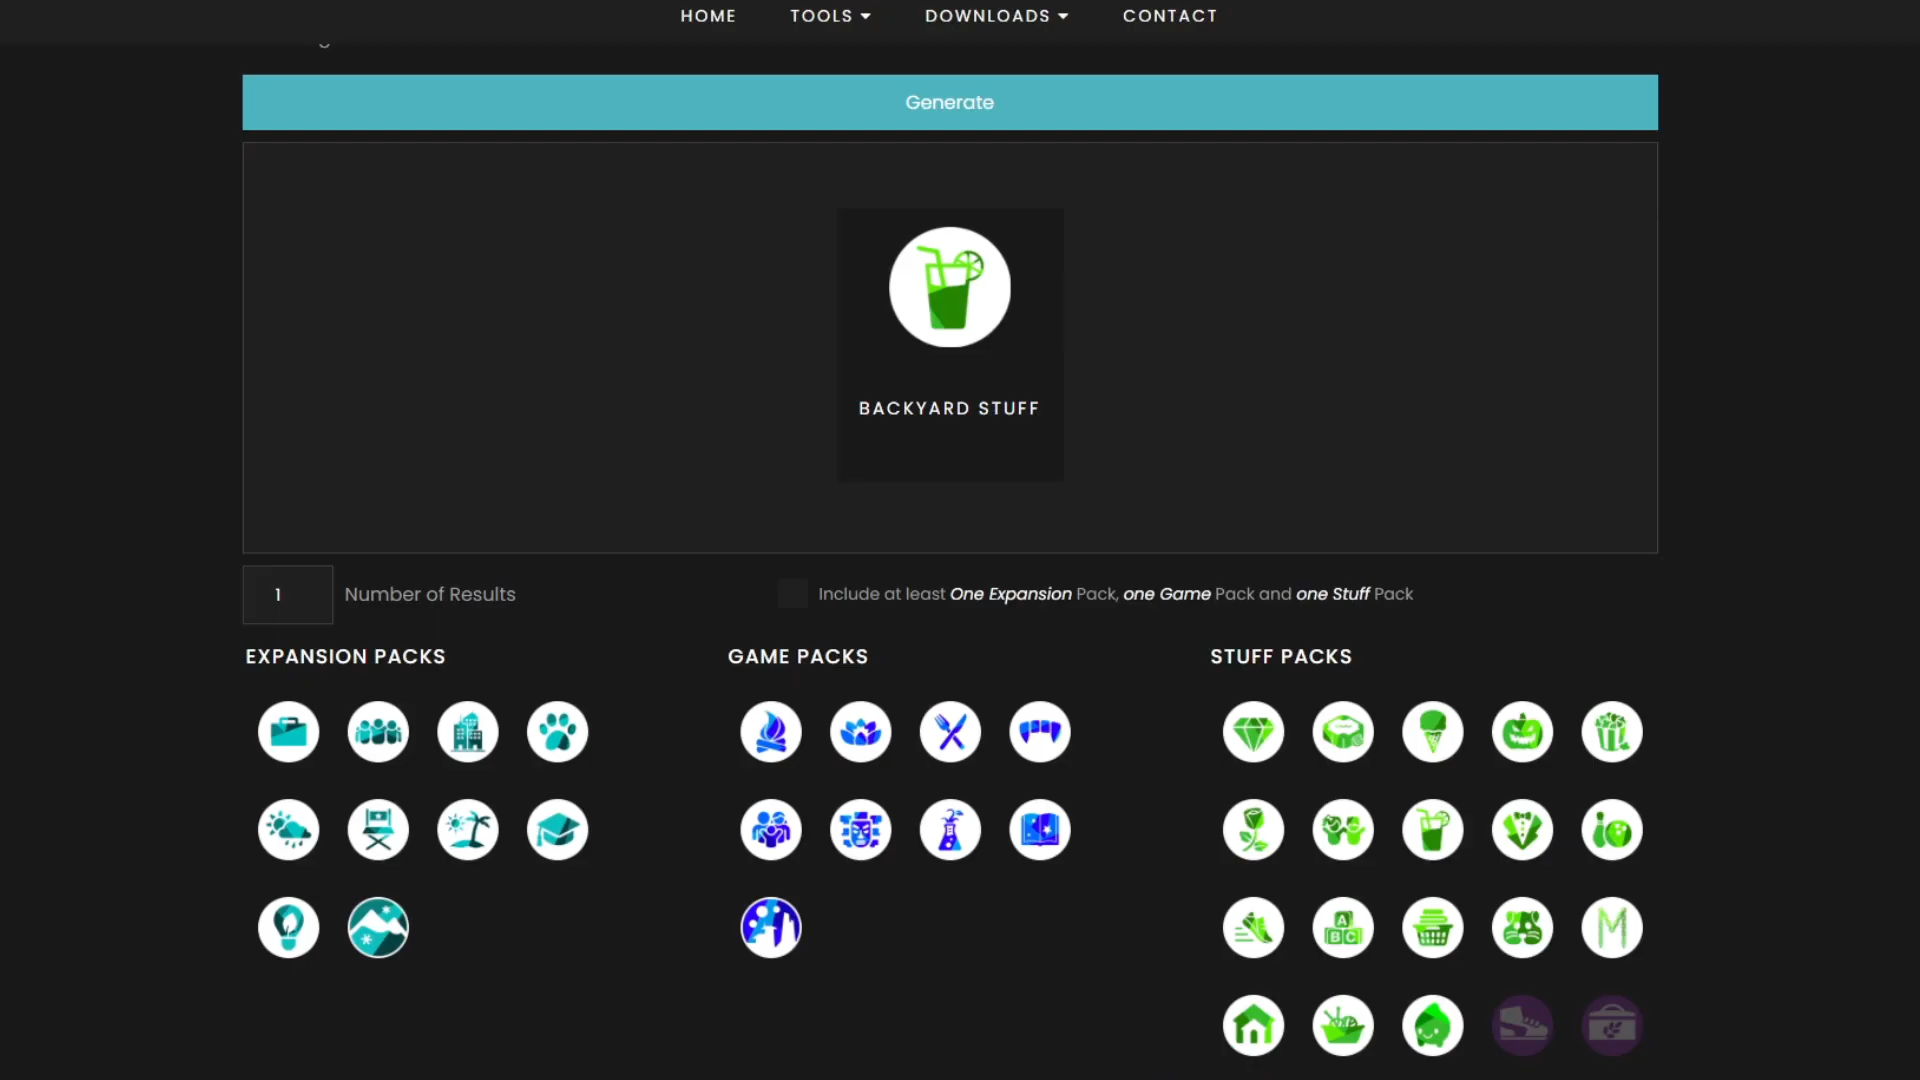 HOME TOOLS DOWNLOADS CONTACT
Generate
BACKYARD STUFF
1 Number of Results
Include at least One Expansion Pack, one Game Pack and one Stuff Pack
EXPANSION PACKS
GAME PACKS
STUFF PACKS
A
B C
M